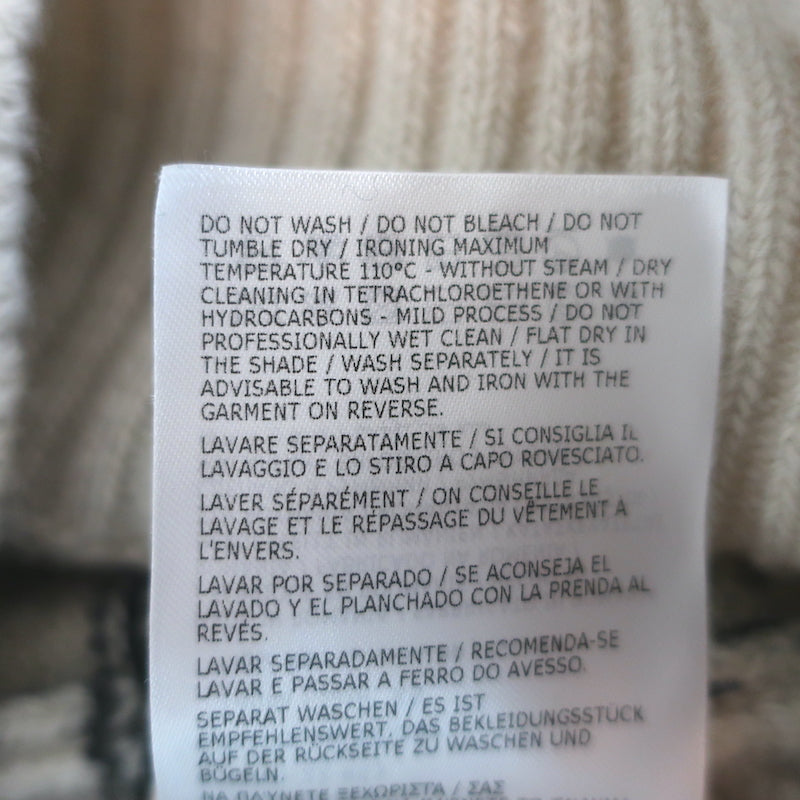 DO NOT WASH / DO NOT BLEACH / DO NOT
TUMBLE DRY / IRONING MAXIMUM
TEMPERATURE 110°C - WITHOUT STEAM / DRY
CLEANING IN TETRACHLOROETHENE OR WITH
HYDROCARBONS - MILD PROCESS / DO NOT
PROFESSIONALLY WET CLEAN / FLAT DRY IN
THE SHADE / WASH SEPARATELY / IT IS
ADVISABLE TO WASH AND IRON WITH THE
GARMENT ON REVERSE.
LAVARE SEPARATAMENTE / SI CONSIGLIA IL
LAVAGGIO E LO STIRO A CAPO ROVESCIATO.
LAVER SÉPARÉMENT / ON CONSEILLE LE
LAVAGE ET LE RÉPASSAGE DU VÊTEMENT A
L'ENVERS.
LAVAR POR SEPARADO / SE ACONSEJA EL
LAVADO Y EL PLANCHADO CON LA PRENDA AL
REVÉS.
LAVAR SEPARADAMENTE / RECOMENDA-SE
LAVAR E PASSAR A FERRO DO AVESSO.
SEPARAT WASCHEN / ES IST
EMPFEHLENSWERT, DAS BEKLEIDUNGSSTÜCK
AUF DER RÜCKSEITE ZU WASCHEN UND
BÜGELN.
ΝΑ ΠΛΥΝΕΤΕ ΞΕΧΩΡΙΣΤΑ / ΣΑΣ